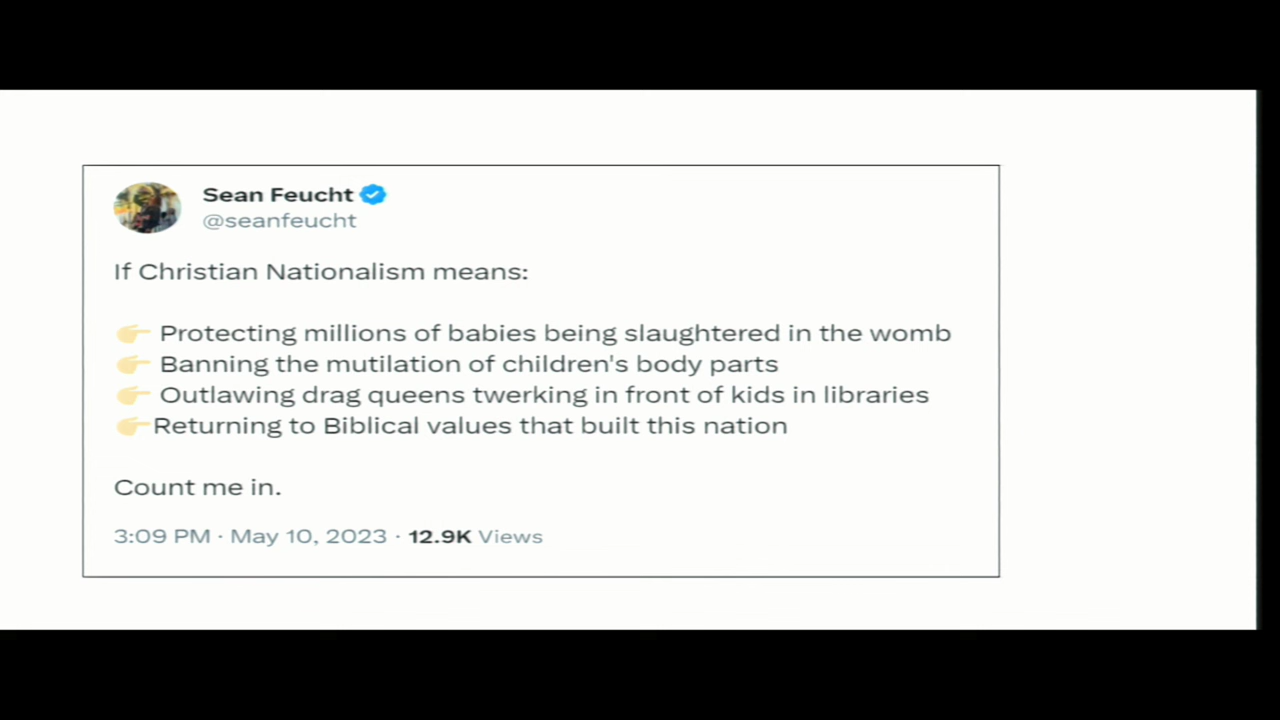 Sean Feucht
@seanfeucht
If Christian Nationalism means:
👉 Protecting millions of babies being slaughtered in the womb
👉 Banning the mutilation of children's body parts
👉 Outlawing drag queens twerking in front of kids in libraries
👉Returning to Biblical values that built this nation
Count me in.
3:09 PM · May 10, 2023 · 12.9K Views